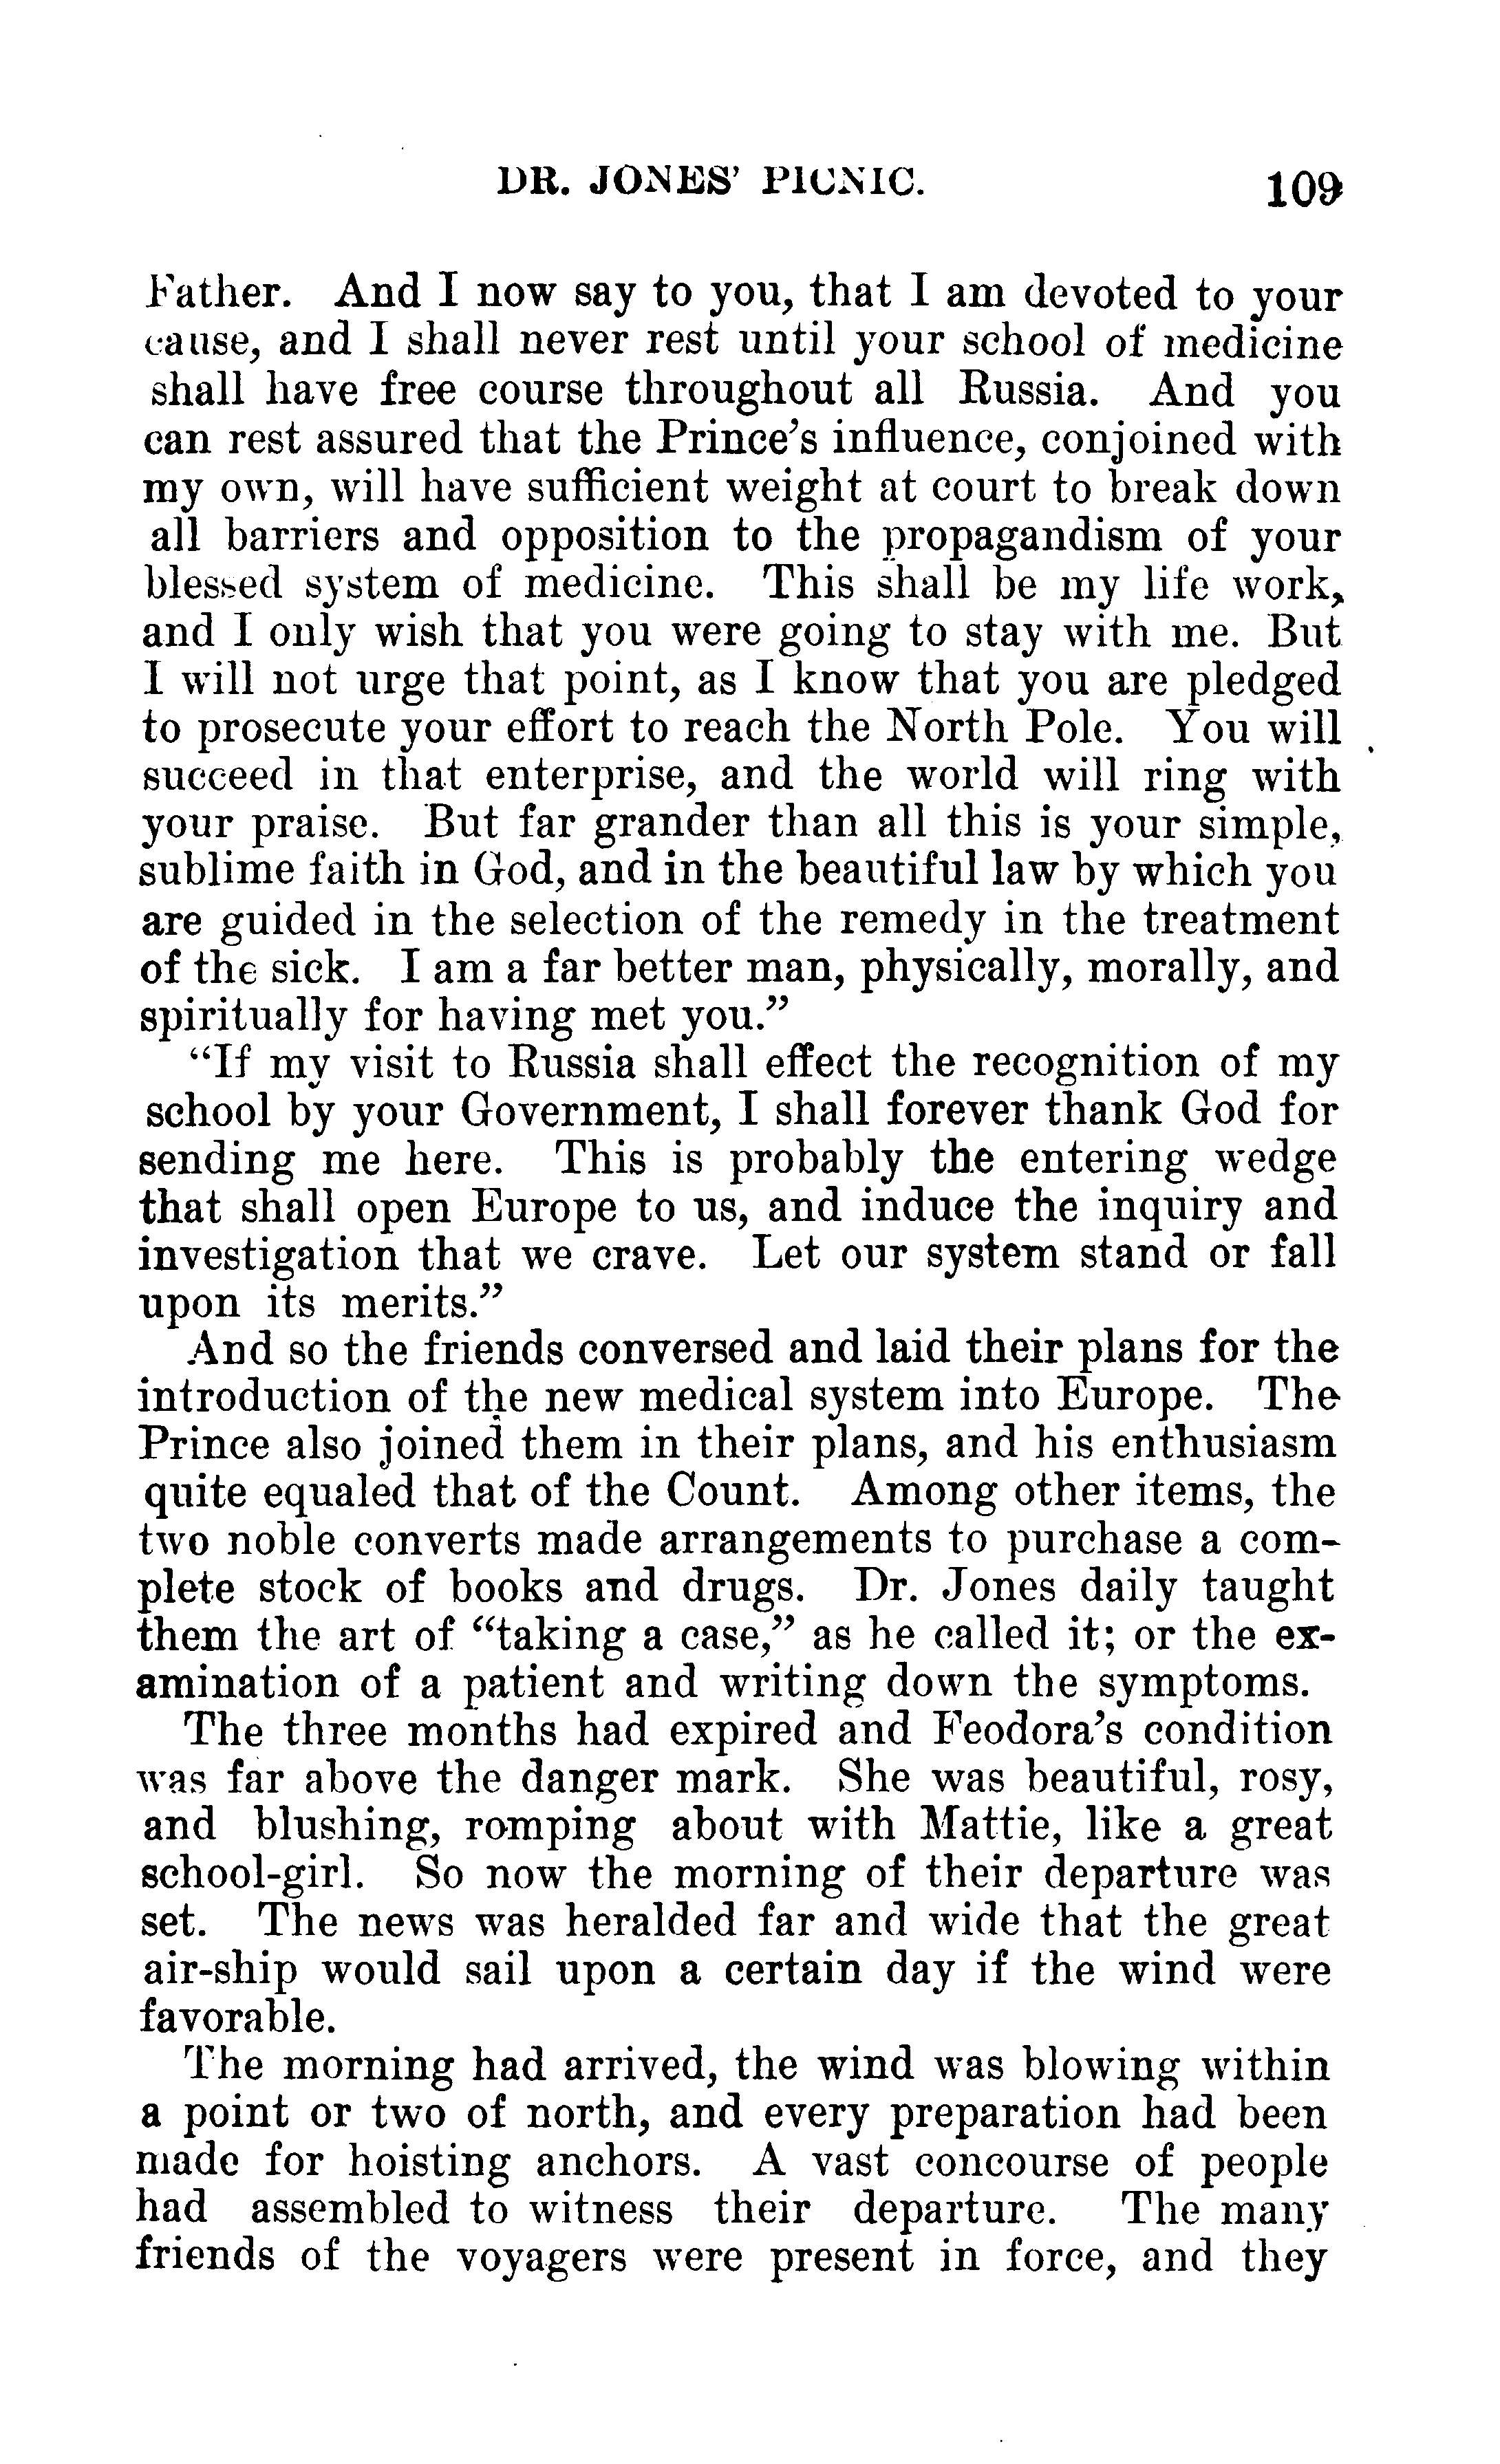 DR. JONES' PICNIC. 109
Father. And I now say to you, that I am devoted to your
cause, and I shall never rest until your school of medicine
shall have free course throughout all Russia. And you
can rest assured that the Prince's influence, conjoined with
my own, will have sufficient weight at court to break down
all barriers and opposition to the propagandism of your
blessed system of medicine. This shall be my life work,
and I only wish that you were going to stay with me. But
I will not urge that point, as I know that you are pledged
to prosecute your effort to reach the North Pole. You will
succeed in that enterprise, and the world will ring with
your praise. But far grander than all this is your simple,
sublime faith in God, and in the beautiful law by which you
are guided in the selection of the remedy in the treatment
of the sick. I am a far better man, physically, morally, and
spiritually for having met you."
"If my visit to Russia shall effect the recognition of my
school by your Government, I shall forever thank God for
sending me here. This is probably the entering wedge
that shall open Europe to us, and induce the inquiry and
investigation that we crave. Let our system stand or fall
upon its merits."
And so the friends conversed and laid their plans for the
introduction of the new medical system into Europe. The
Prince also joined them in their plans, and his enthusiasm
quite equaled that of the Count. Among other items, the
two noble converts made arrangements to purchase a com-
plete stock of books and drugs. Dr. Jones daily taught
them the art of "taking a case," as he called it; or the ex-
amination of a patient and writing down the symptoms.
The three months had expired and Feodora's condition
was far above the danger mark. She was beautiful, rosy,
and blushing, romping about with Mattie, like a great
school-girl. So now the morning of their departure was
set. The news was heralded far and wide that the great
air-ship would sail upon a certain day if the wind were
favorable.
The morning had arrived, the wind was blowing within
a point or two of north, and every preparation had been
made for hoisting anchors. A vast concourse of people
had assembled to witness their departure. The many
friends of the voyagers were present in force, and they